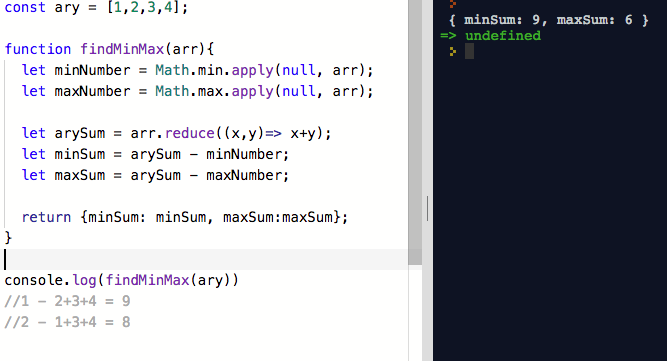 const ary = [1,2,3,4];
function findMinMax(arr){
let minNumber = Math.min.apply(null, arr);
let maxNumber = Math.max.apply(null, arr);
let arySum = arr.reduce((x,y)=> x+y);
let minSum = arySum - minNumber;
let maxSum = arySum - maxNumber;
return {minSum: minSum, maxSum:maxSum};
}
console.log(findMinMax(ary))
//1 - 2+3+4 = 9
//2 - 1+3+4 = 8
{ minSum: 9, maxSum: 6 }
=> undefined